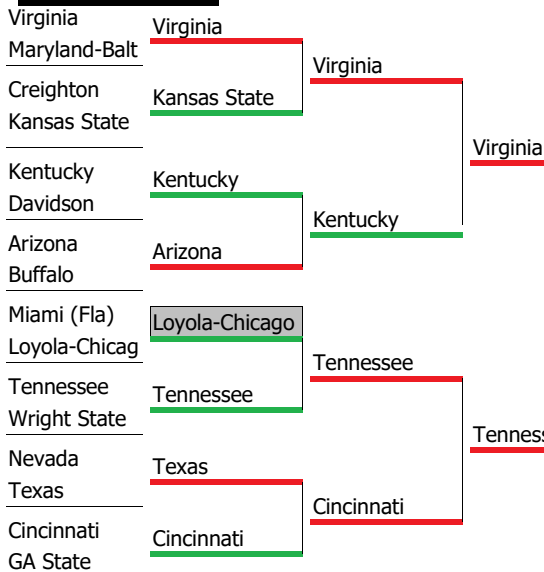 Virginia
Maryland-Balt
Creighton
Kansas State
Kentucky
Davidson
Arizona
Buffalo
Miami (Fla)
Loyola-Chicag
Tennessee
Wright State
Nevada
Texas
Cincinnati
GA State
Virginia
Kansas State
Kentucky
Arizona
Loyola-Chicago
Tennessee
Texas
Cincinnati
Virginia
Kentucky
Tennessee
Cincinnati
Virginia
Tenness